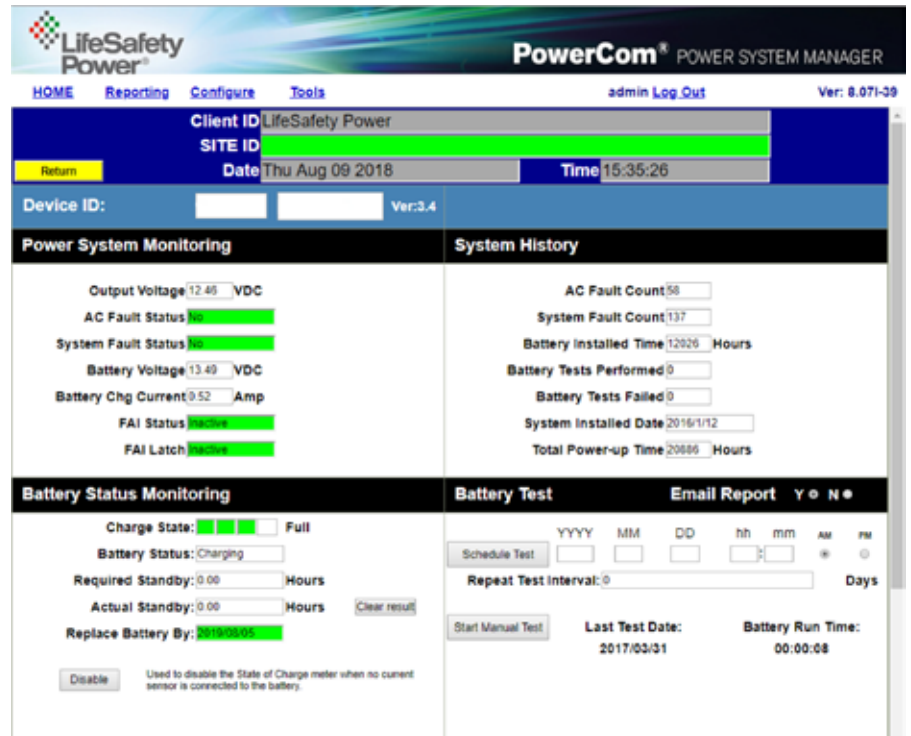 LifeSafety
Power®
PowerCom® POWER SYSTEM MANAGER
HOME Reporting Configure Tools admin Log Out Ver: 8.07I-39
Client ID LifeSafety Power
SITE ID
Return Date Thu Aug 09 2018 Time 15:35:26
Device ID: Ver:3.4
Power System Monitoring
Output Voltage 12.46 VDC
AC Fault Status No
System Fault Status No
Battery Voltage 13.49 VDC
Battery Chg Current 0.52 Amp
FAI Status Inactive
FAI Latch Inactive
System History
AC Fault Count 58
System Fault Count 137
Battery Installed Time 12026 Hours
Battery Tests Performed 0
Battery Tests Failed 0
System Installed Date 2016/1/12
Total Power-up Time 20886 Hours
Battery Status Monitoring
Charge State: Full
Battery Status: Charging
Required Standby: 0.00 Hours
Actual Standby: 0.00 Hours Clear result
Replace Battery By: 2019/08/05
Disable Used to disable the State of Charge meter when no current
sensor is connected to the battery.
Battery Test Email Report Y N
YYYY MM DD hh mm AM PM
Schedule Test :
Repeat Test Interval: 0 Days
Start Manual Test Last Test Date: Battery Run Time:
2017/03/31 00:00:08